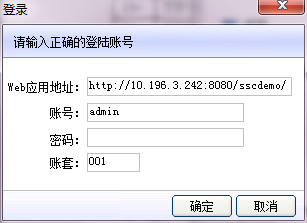 登录
请输入正确的登陆账号
Web应用地址: http://10.196.3.242:8080/sscdemo/
账号: admin
密码:
账套: 001
确定 取消